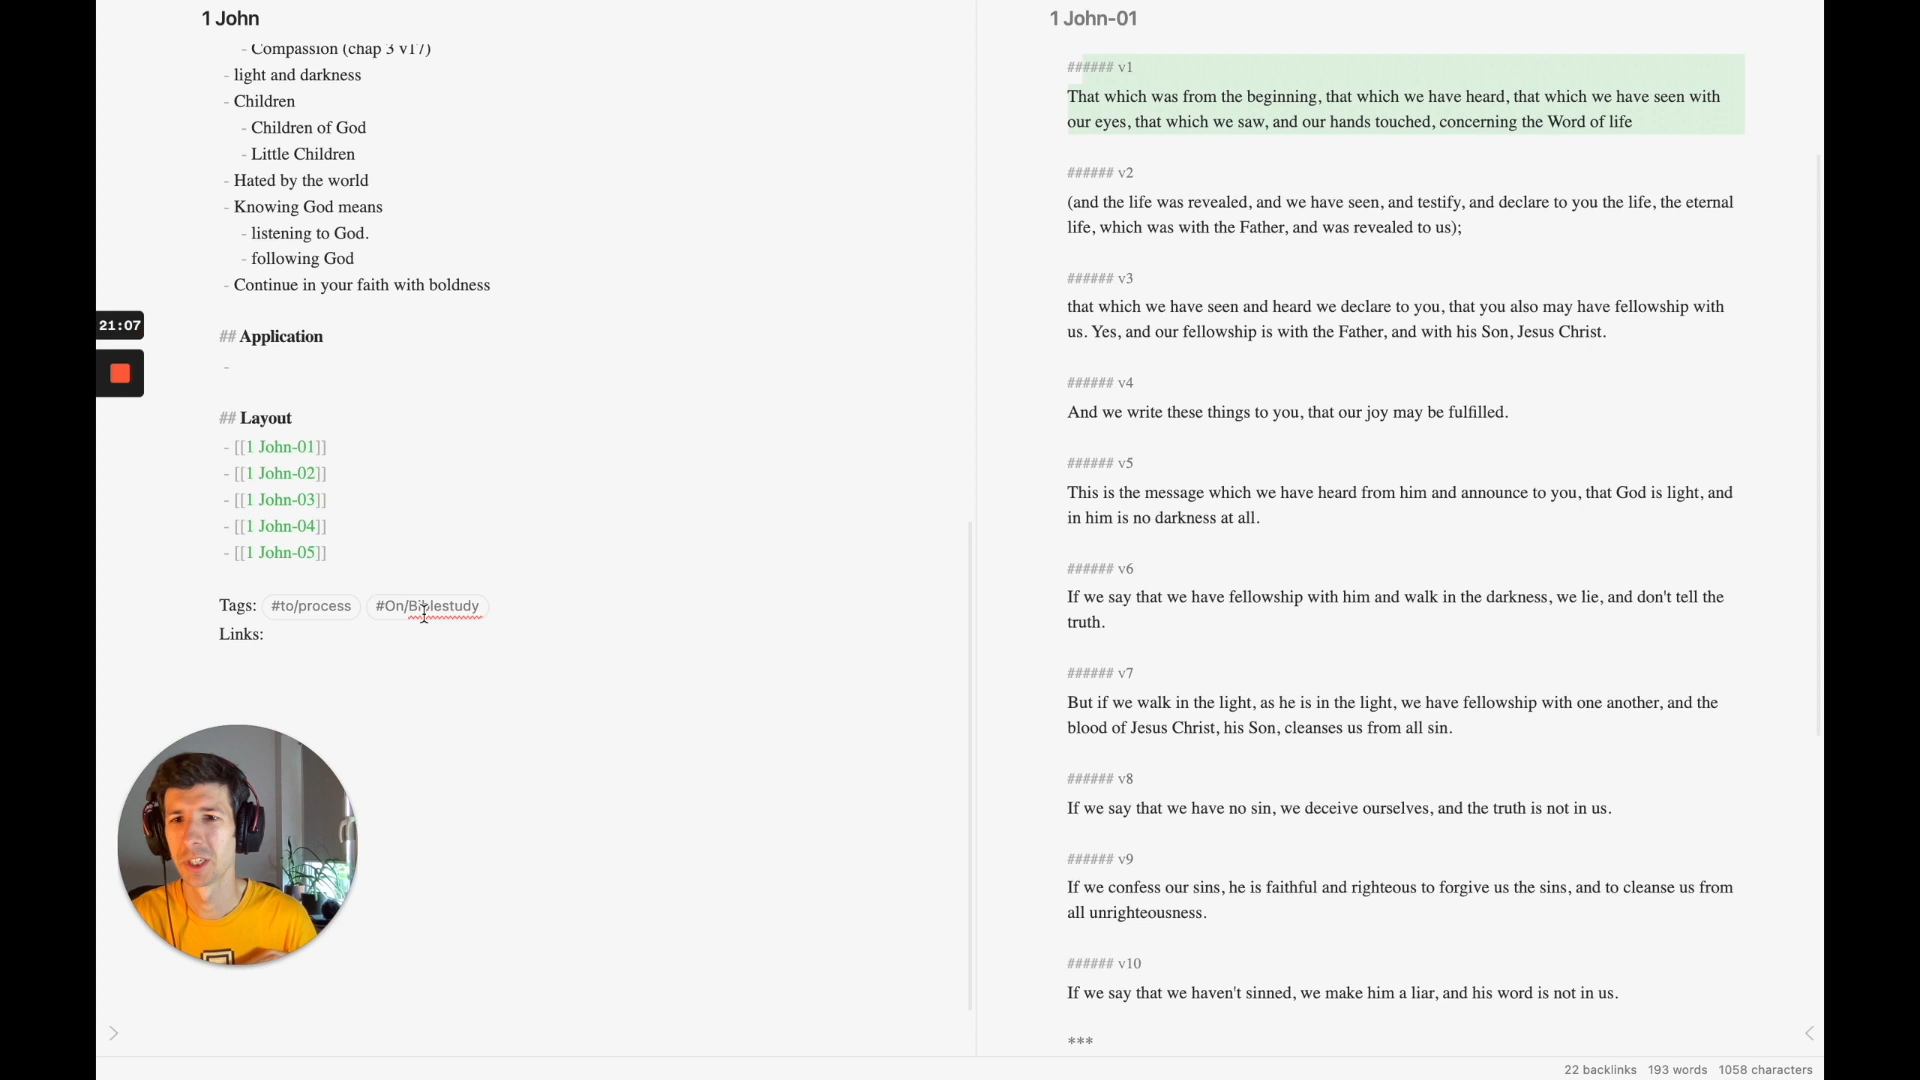 1 John
- Compassion (chap 3 v17)
- light and darkness
- Children
- Children of God
- Little Children
- Hated by the world
- Knowing God means
- listening to God.
- following God
- Continue in your faith with boldness
21:07
## Application
-
## Layout
- [[1 John-01]]
- [[1 John-02]]
- [[1 John-03]]
- [[1 John-04]]
- [[1 John-05]]
Tags: #to/process #On/Biblestudy
Links:
1 John-01
###### v1
That which was from the beginning, that which we have heard, that which we have seen with
our eyes, that which we saw, and our hands touched, concerning the Word of life
###### v2
(and the life was revealed, and we have seen, and testify, and declare to you the life, the eternal
life, which was with the Father, and was revealed to us);
###### v3
that which we have seen and heard we declare to you, that you also may have fellowship with
us. Yes, and our fellowship is with the Father, and with his Son, Jesus Christ.
###### v4
And we write these things to you, that our joy may be fulfilled.
###### v5
This is the message which we have heard from him and announce to you, that God is light, and
in him is no darkness at all.
###### v6
If we say that we have fellowship with him and walk in the darkness, we lie, and don't tell the
truth.
###### v7
But if we walk in the light, as he is in the light, we have fellowship with one another, and the
blood of Jesus Christ, his Son, cleanses us from all sin.
###### v8
If we say that we have no sin, we deceive ourselves, and the truth is not in us.
###### v9
If we confess our sins, he is faithful and righteous to forgive us the sins, and to cleanse us from
all unrighteousness.
###### v10
If we say that we haven't sinned, we make him a liar, and his word is not in us.
***
22 backlinks 193 words 1058 characters